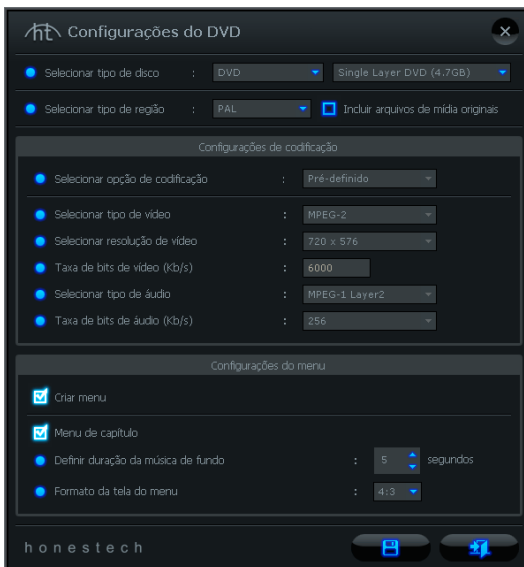 ht Configurações do DVD
Selecionar tipo de disco : DVD Single Layer DVD (4.7GB)
Selecionar tipo de região : PAL Incluir arquivos de mídia originais
Configurações de codificação
Selecionar opção de codificação : Pré-definido
Selecionar tipo de vídeo : MPEG-2
Selecionar resolução de vídeo : 720 x 576
Taxa de bits de vídeo (Kb/s) : 6000
Selecionar tipo de áudio : MPEG-1 Layer2
Taxa de bits de áudio (Kb/s) : 256
Configurações do menu
Criar menu
Menu de capítulo
Definir duração da música de fundo : 5 segundos
Formato da tela do menu : 4:3
honestech